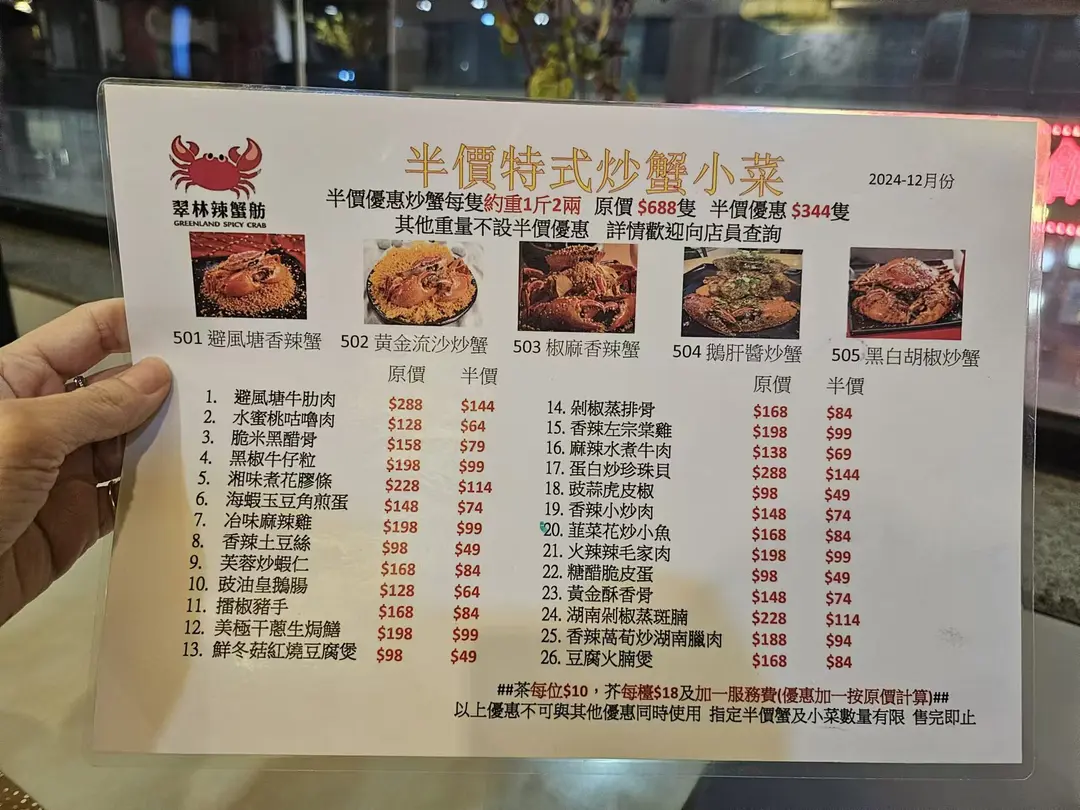 半價特式炒蟹小菜
2024-12月份
翠林辣蟹舫
GREENLAND SPICY CRAB
半價優惠炒蟹每隻約重1斤2兩 原價 $688隻 半價優惠 $344隻
其他重量不設半價優惠 詳情歡迎向店員查詢
501 避風塘香辣蟹 502 黃金流沙炒蟹 503 椒麻香辣蟹 504 鵝肝醬炒蟹 505 黑白胡椒炒蟹
原價 半價
1. 避風塘牛肋肉 $288 $144
2. 水蜜桃咕嚕肉 $128 $64
3. 脆米黑醋骨 $158 $79
4. 黑椒牛仔粒 $198 $99
5. 湘味煮花膠條 $228 $114
6. 海蝦玉豆角煎蛋 $148 $74
7. 冶味麻辣雞 $198 $99
8. 香辣土豆絲 $98 $49
9. 芙蓉炒蝦仁 $168 $84
10. 豉油皇鵝腸 $128 $64
11. 擂椒豬手 $168 $84
12. 美極干蔥生焗鱔 $198 $99
13. 鮮冬菇紅燒豆腐煲 $98 $49
原價 半價
14. 剁椒蒸排骨 $168 $84
15. 香辣左宗棠雞 $198 $99
16. 麻辣水煮牛肉 $138 $69
17. 蛋白炒珍珠貝 $288 $144
18. 豉蒜虎皮椒 $98 $49
19. 香辣小炒肉 $148 $74
20. 韮菜花炒小魚 $168 $84
21. 火辣辣毛家肉 $198 $99
22. 糖醋脆皮蛋 $98 $49
23. 黃金酥香骨 $148 $74
24. 湖南剁椒蒸斑腩 $228 $114
25. 香辣萵荀炒湖南臘肉 $188 $94
26. 豆腐火腩煲 $168 $84
##茶每位$10，芥每檯$18及加一服務費(優惠加一按原價計算)##
以上優惠不可與其他優惠同時使用 指定半價蟹及小菜數量有限 售完即止